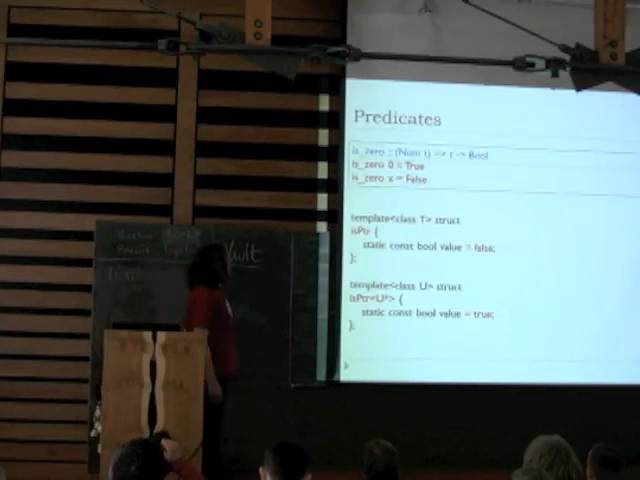 Predicates
is_zero :: (Num t) => t -> Bool
is_zero 0 = True
is_zero x = False
template<class T> struct
isPtr {
static const bool value = false;
};
template<class U> struct
isPtr<U*> {
static const bool value = true;
};
Vault